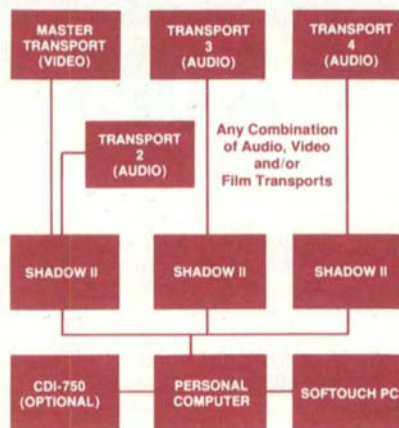 MASTER
TRANSPORT
(VIDEO)
TRANSPORT
3
(AUDIO)
TRANSPORT
4
(AUDIO)
TRANSPORT
2
(AUDIO)
Any Combination
of Audio, Video
and/or
Film Transports
SHADOW II
SHADOW II
SHADOW II
CDI-750
(OPTIONAL)
PERSONAL
COMPUTER
SOFTOUCH PC